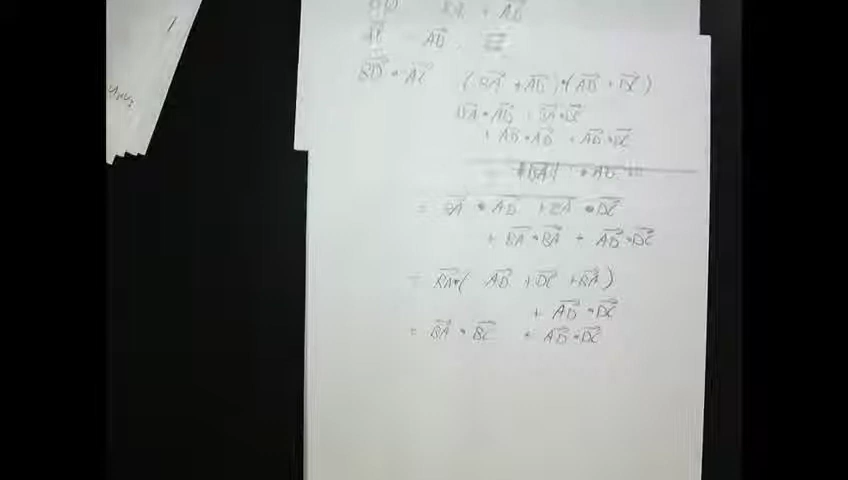 BD BA + AD
AC AD
BD • AC (BA + AD) • (AD + DC)
BA • AD + BA • DC
+ AD • AD + AD • DC
= BA • AD + BA • DC
+ BA • BA + AD • DC
= BA • ( AD + DC + BA )
+ AD • DC
= BA • BC + AD • DC